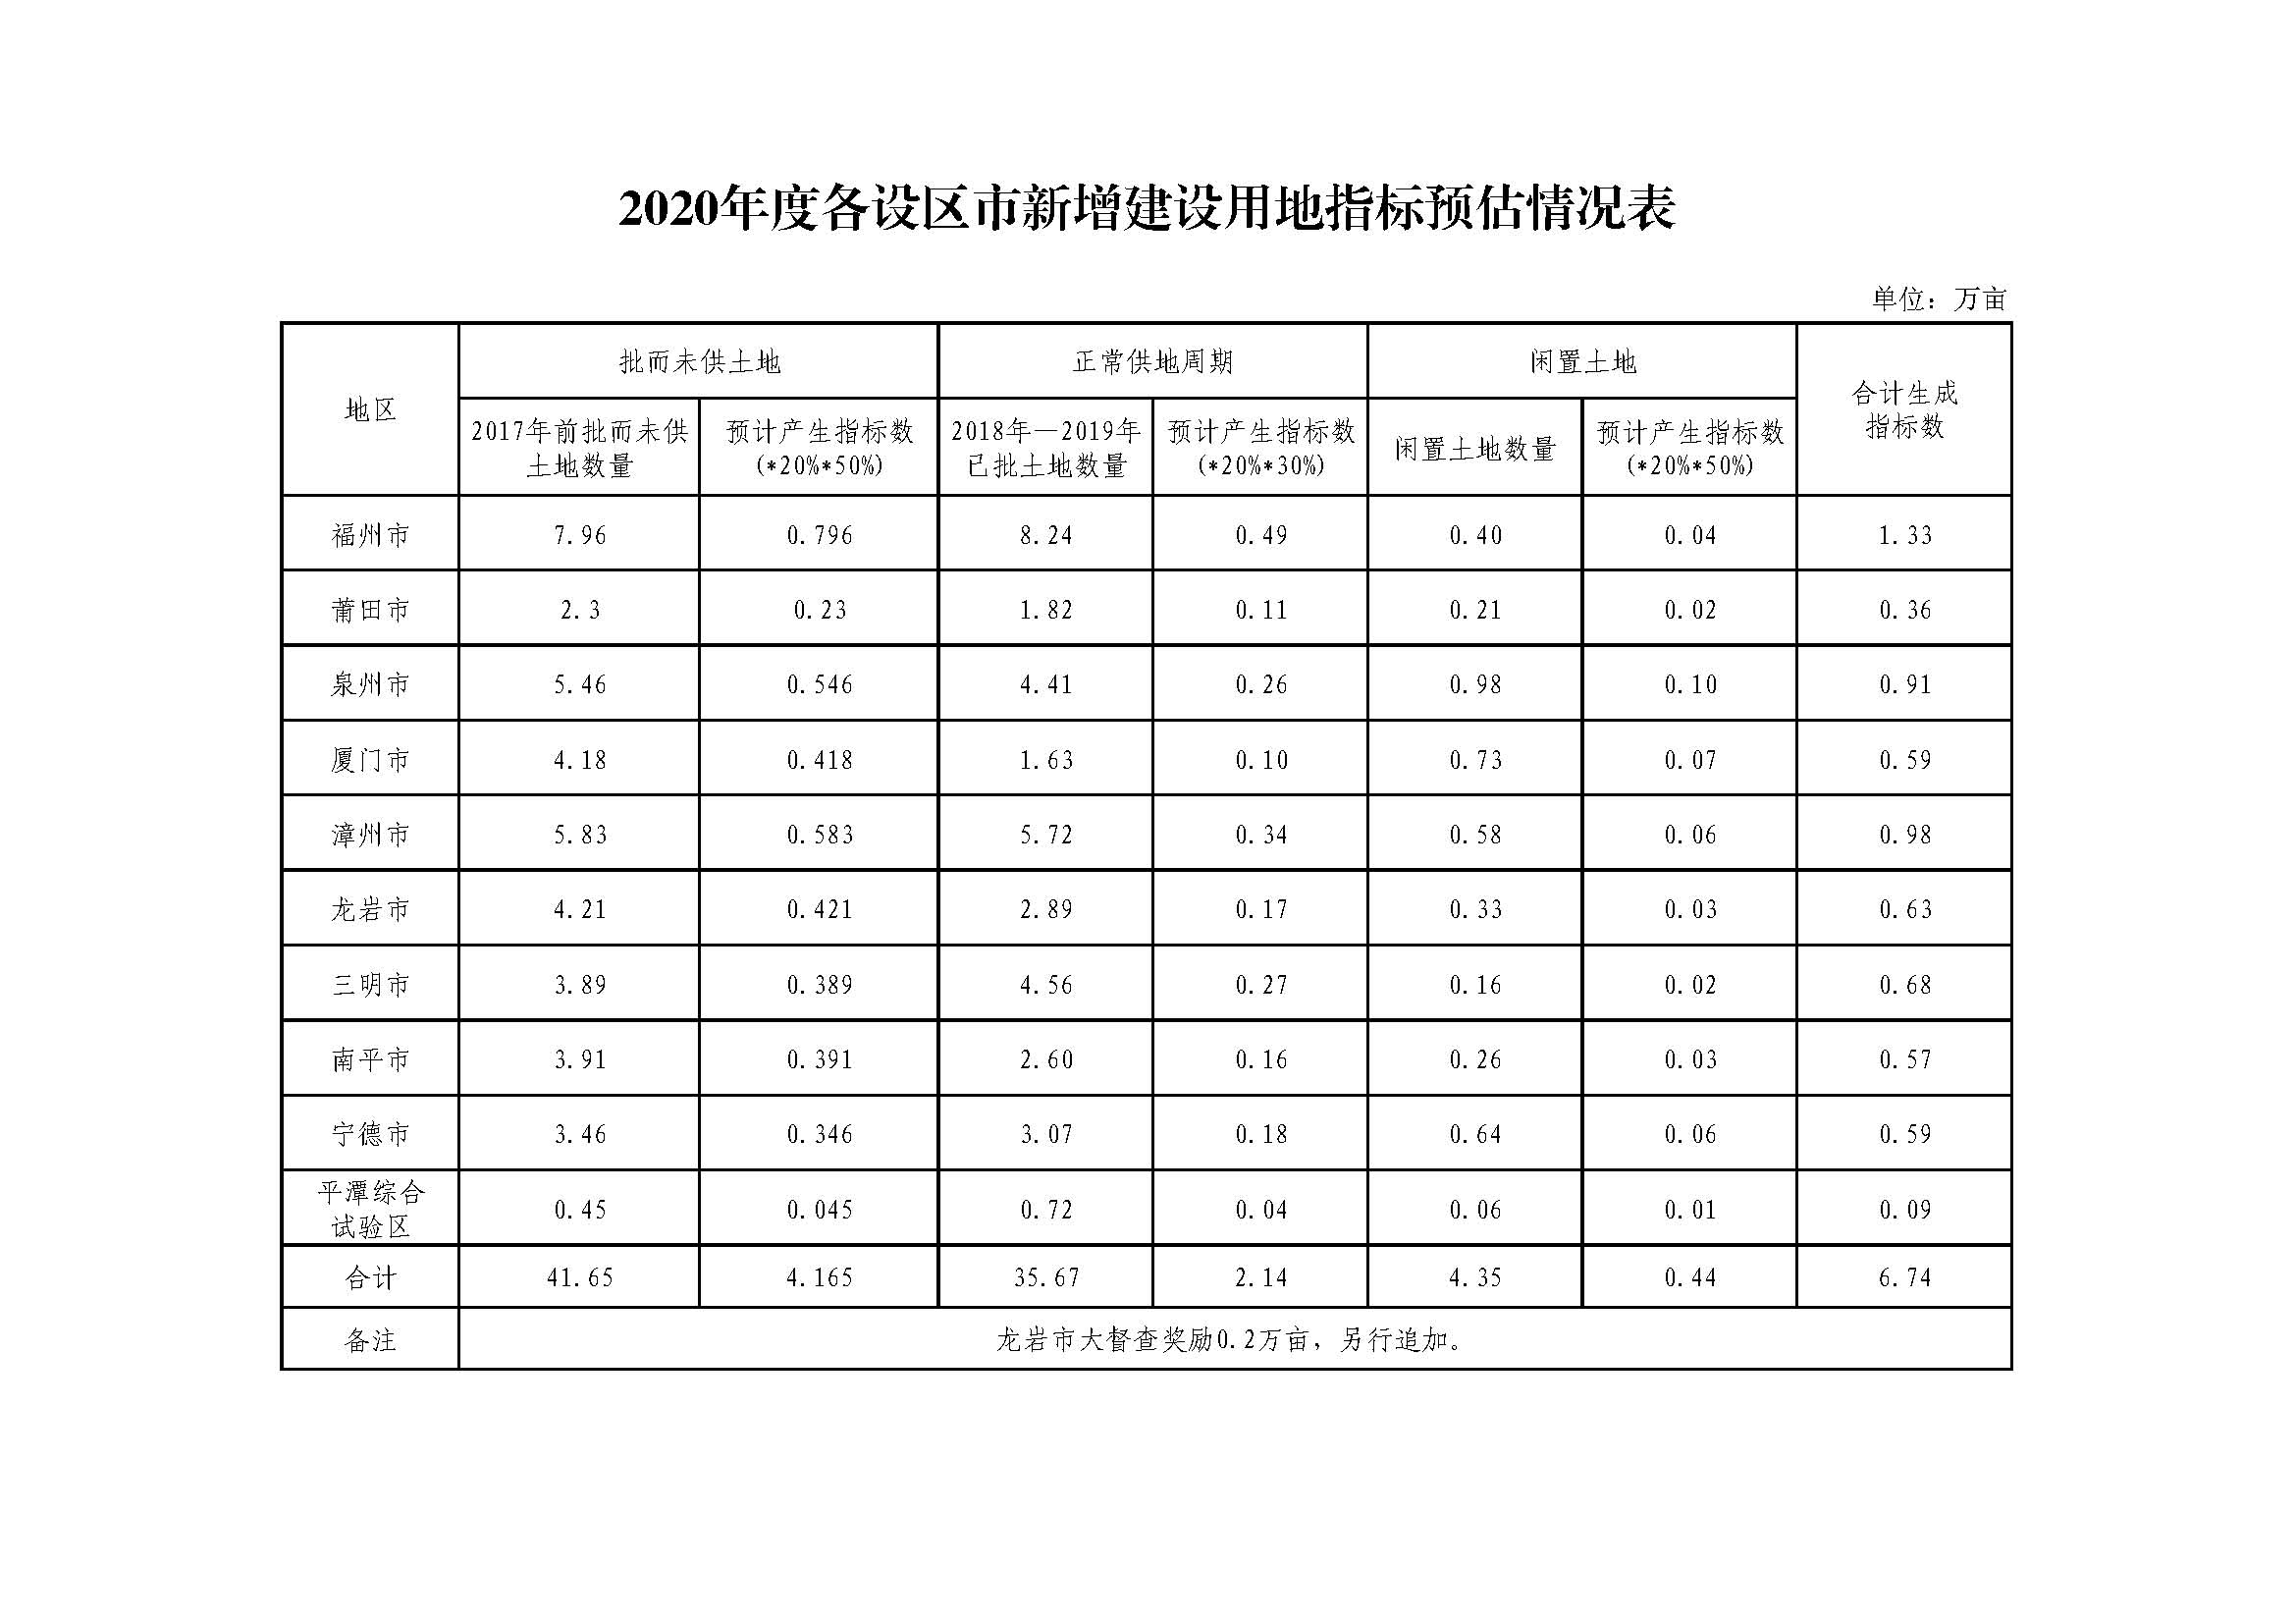 2020年度各设区市新增建设用地指标预估情况表
单位：万亩
地区 批而未供土地 正常供地周期 闲置土地 合计生成
指标数
2017年前批而未供
土地数量
预计产生指标数
(*20%*50%)
2018年—2019年
已批土地数量
预计产生指标数
(*20%*30%)
闲置土地数量
预计产生指标数
(*20%*50%)
福州市 7.96 0.796 8.24 0.49 0.40 0.04 1.33
莆田市 2.3 0.23 1.82 0.11 0.21 0.02 0.36
泉州市 5.46 0.546 4.41 0.26 0.98 0.10 0.91
厦门市 4.18 0.418 1.63 0.10 0.73 0.07 0.59
漳州市 5.83 0.583 5.72 0.34 0.58 0.06 0.98
龙岩市 4.21 0.421 2.89 0.17 0.33 0.03 0.63
三明市 3.89 0.389 4.56 0.27 0.16 0.02 0.68
南平市 3.91 0.391 2.60 0.16 0.26 0.03 0.57
宁德市 3.46 0.346 3.07 0.18 0.64 0.06 0.59
平潭综合
试验区
0.45 0.045 0.72 0.04 0.06 0.01 0.09
合计 41.65 4.165 35.67 2.14 4.35 0.44 6.74
备注 龙岩市大督查奖励0.2万亩，另行追加。